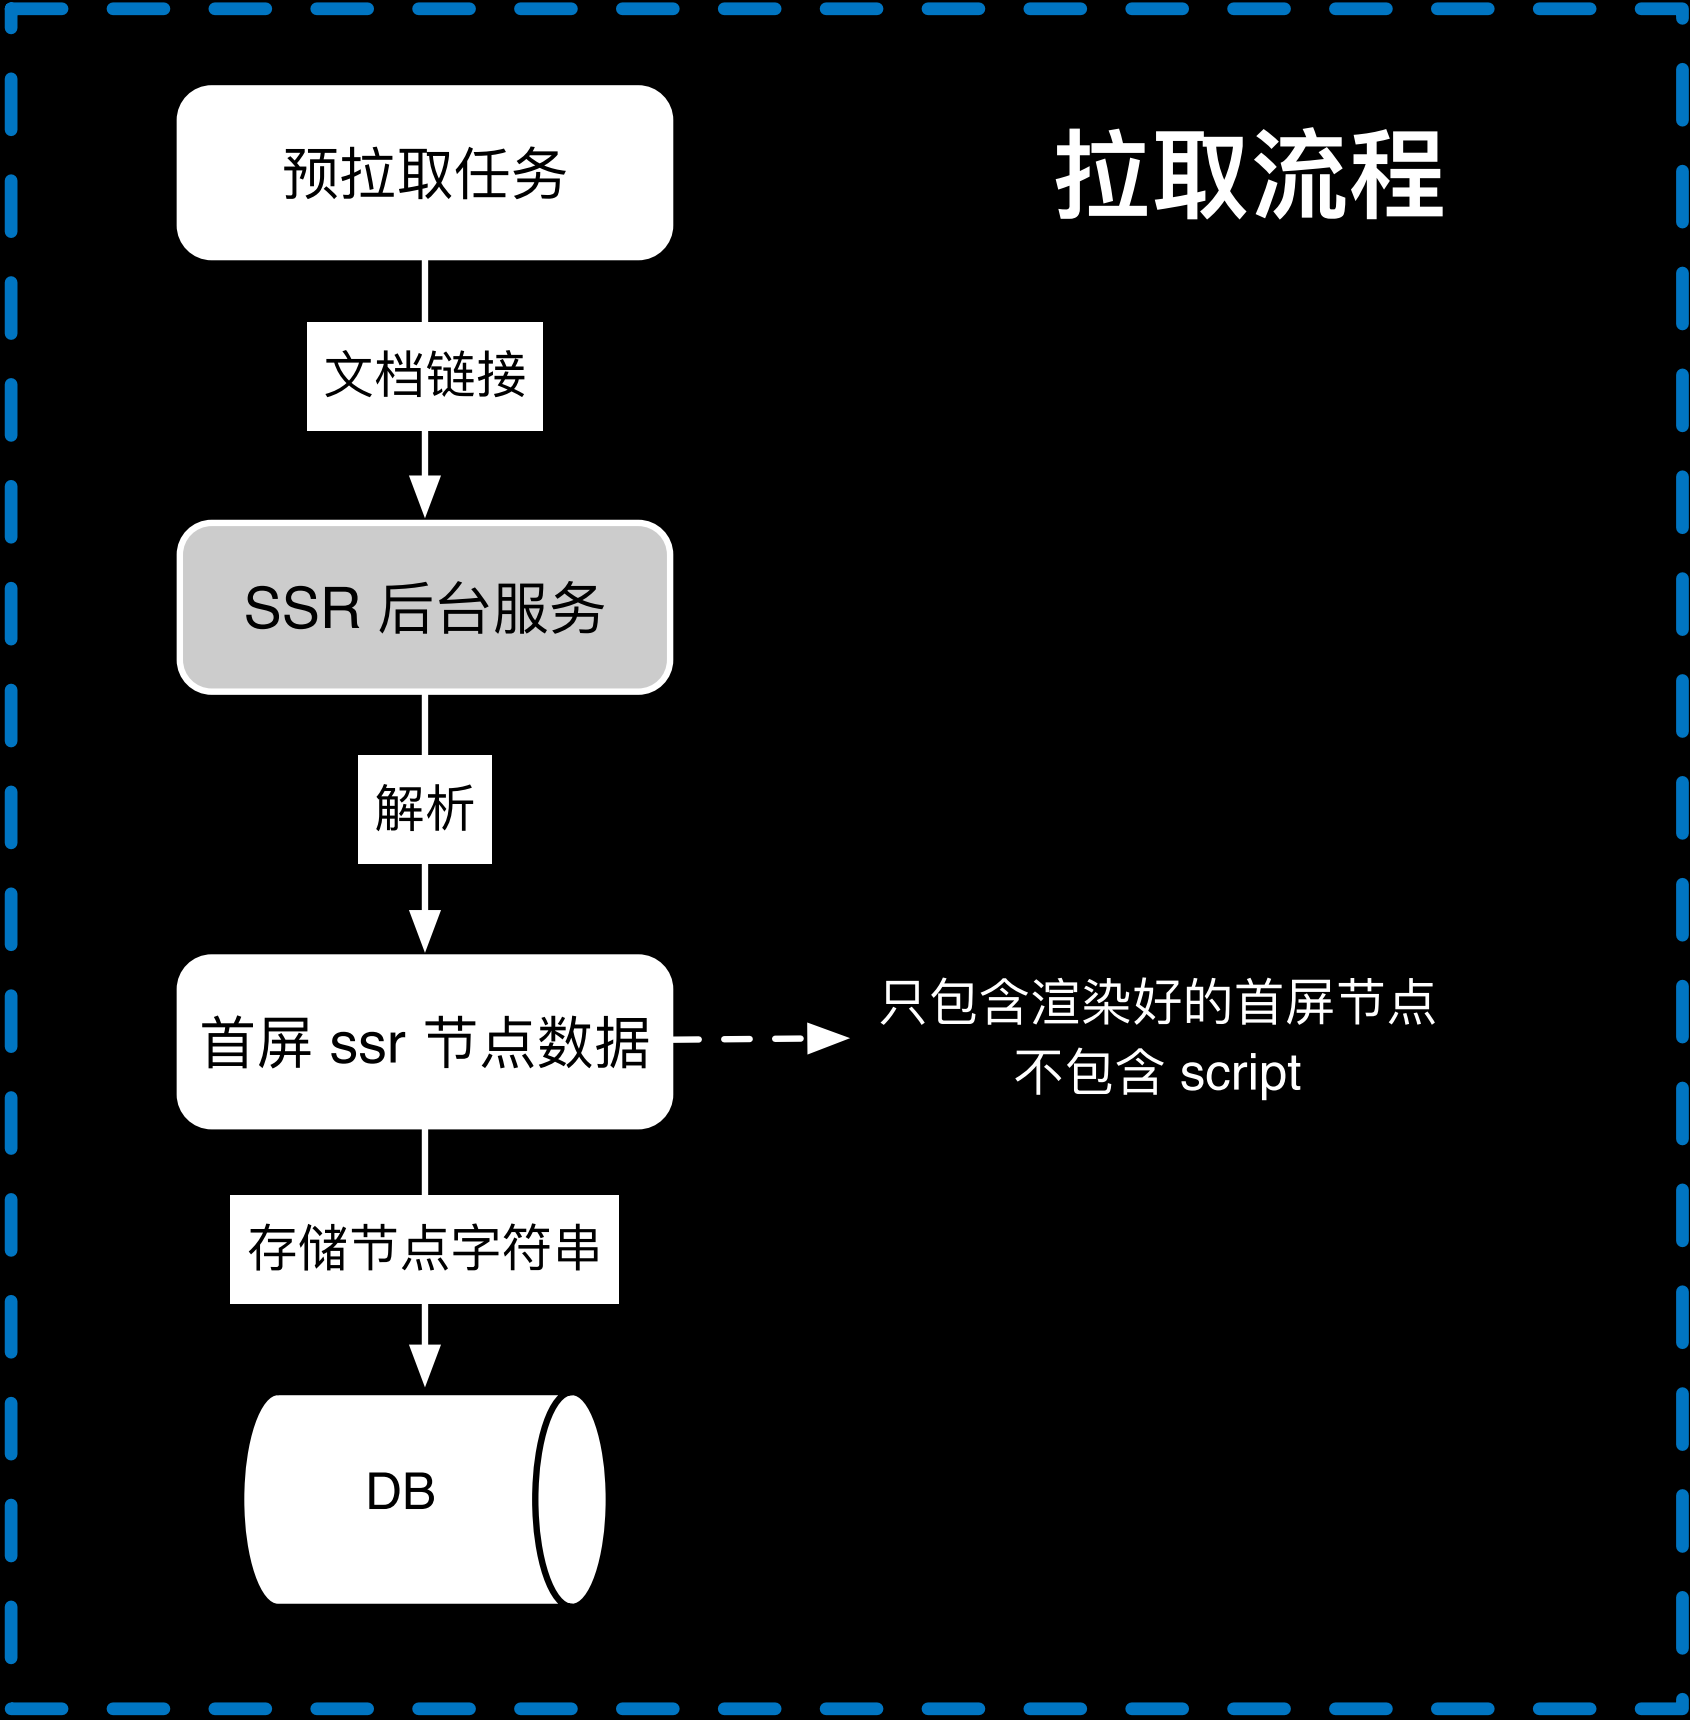 预拉取任务
拉取流程
文档链接
SSR 后台服务
解析
首屏 ssr 节点数据
只包含渲染好的首屏节点
不包含 script
存储节点字符串
DB